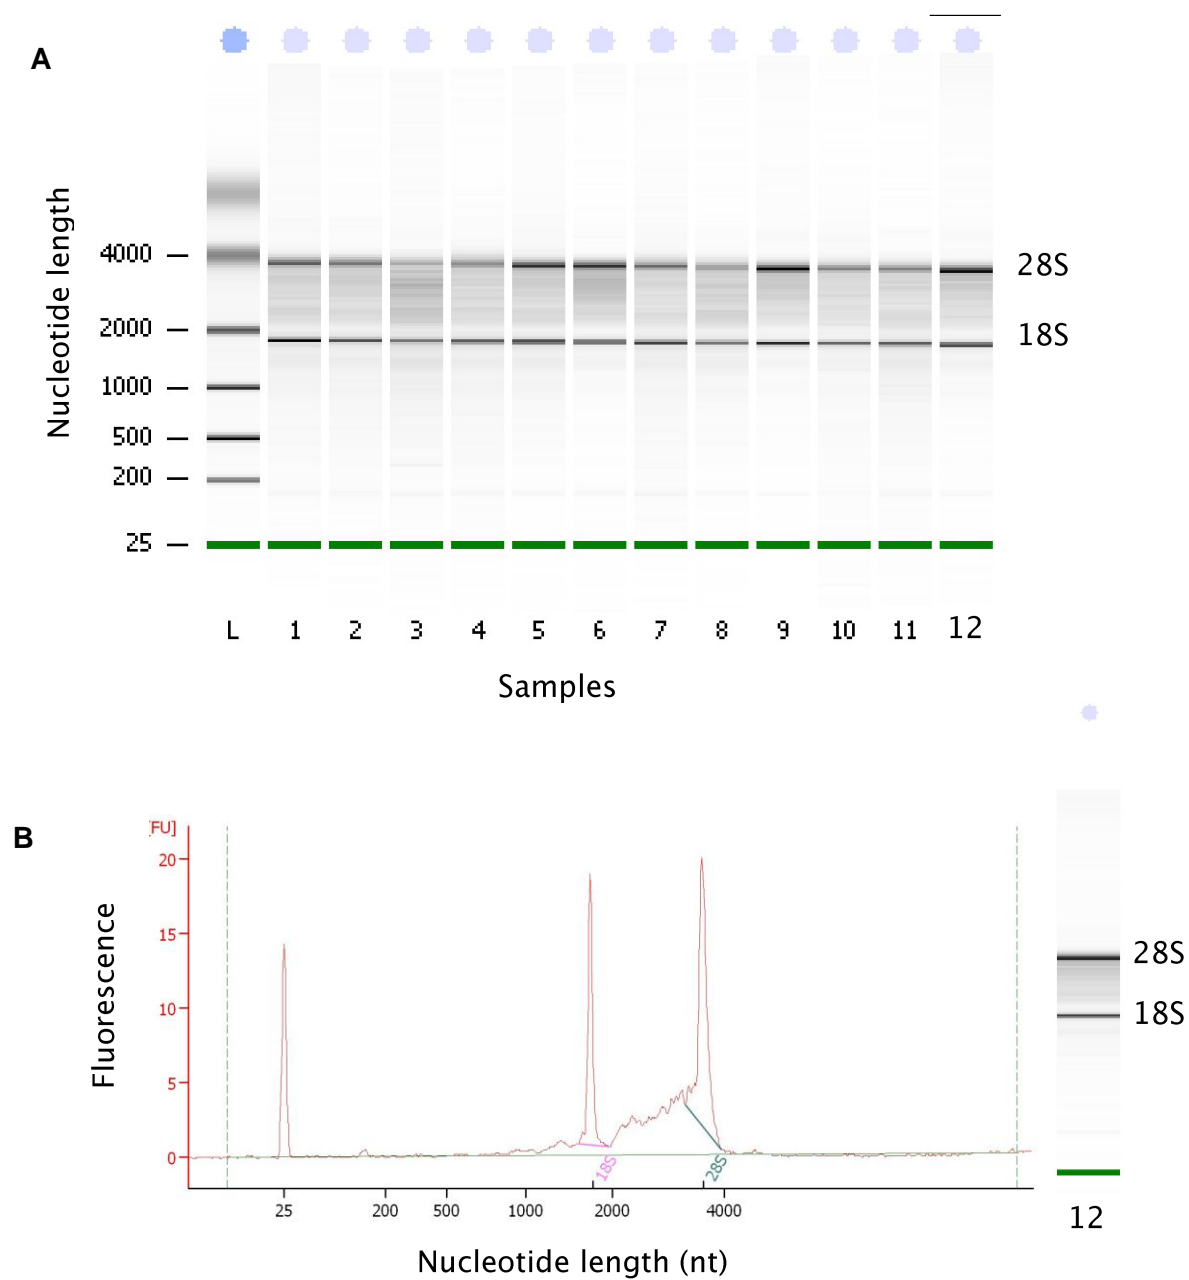 A
Nucleotide length
4000
2000
1000
500
200
25
28S
18S
L 1 2 3 4 5 6 7 8 9 10 11 12
Samples
B
[FU]
Fluorescence
20
15
10
5
0
18S
28S
25 200 500 1000 2000 4000
Nucleotide length (nt)
28S
18S
12